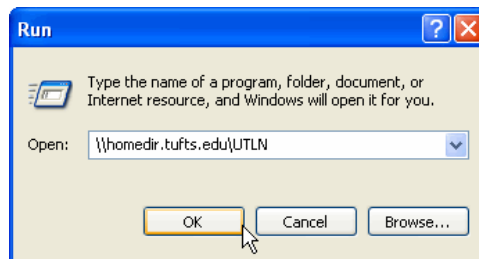 Run
Type the name of a program, folder, document, or
Internet resource, and Windows will open it for you.
Open: \\homedir.tufts.edu\UTLN
OK Cancel Browse...